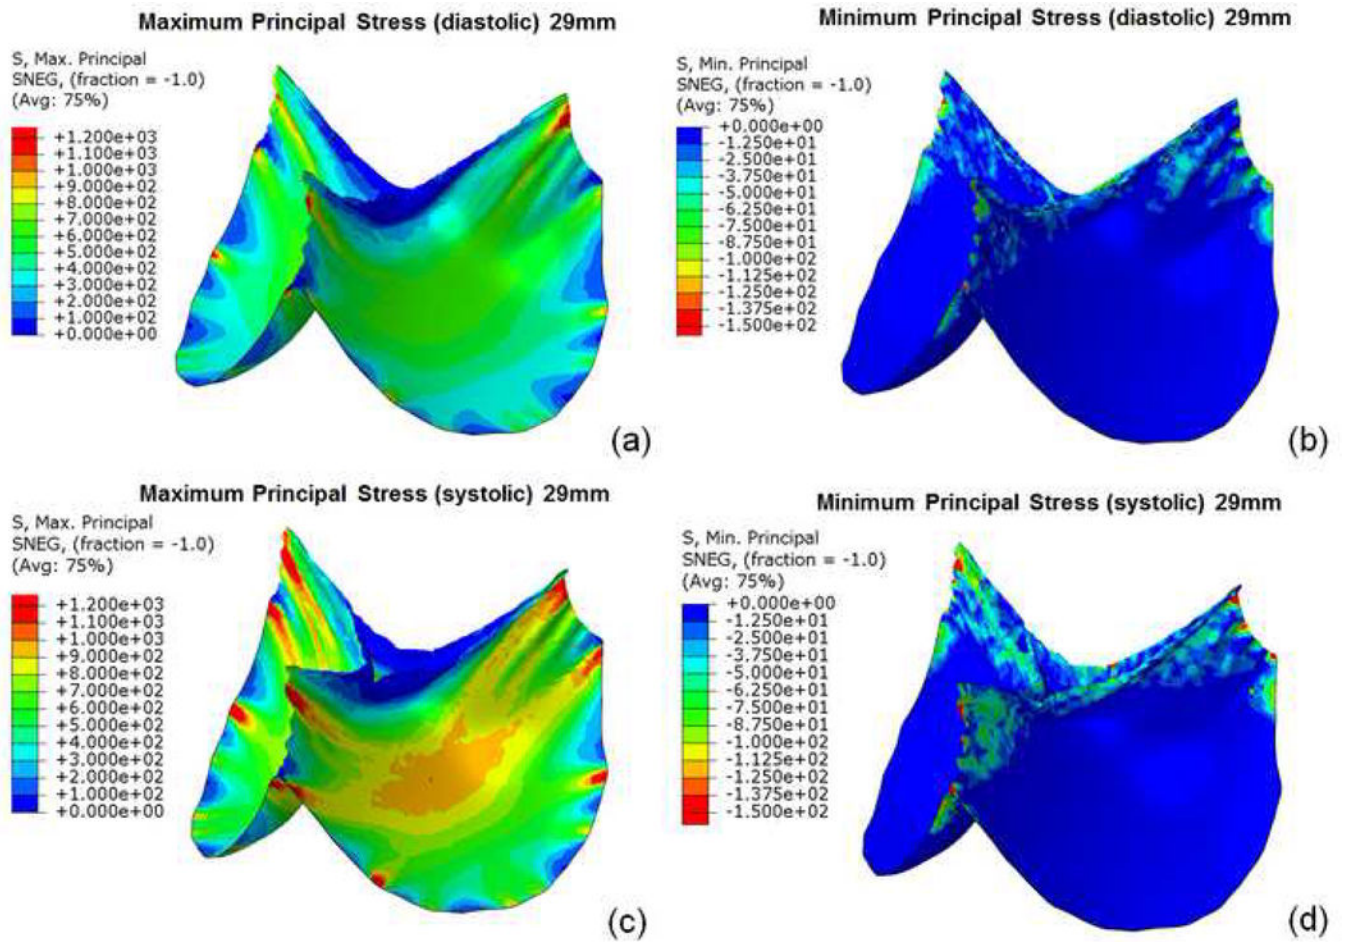 Maximum Principal Stress (diastolic) 29mm
S, Max. Principal
SNEG, (fraction = -1.0)
(Avg: 75%)
+1.200e+03
+1.100e+03
+1.000e+03
+9.000e+02
+8.000e+02
+7.000e+02
+6.000e+02
+5.000e+02
+4.000e+02
+3.000e+02
+2.000e+02
+1.000e+02
+0.000e+00
(a)
Minimum Principal Stress (diastolic) 29mm
S, Min. Principal
SNEG, (fraction = -1.0)
(Avg: 75%)
+0.000e+00
-1.250e+01
-2.500e+01
-3.750e+01
-5.000e+01
-6.250e+01
-7.500e+01
-8.750e+01
-1.000e+02
-1.125e+02
-1.250e+02
-1.375e+02
-1.500e+02
(b)
Maximum Principal Stress (systolic) 29mm
S, Max. Principal
SNEG, (fraction = -1.0)
(Avg: 75%)
+1.200e+03
+1.100e+03
+1.000e+03
+9.000e+02
+8.000e+02
+7.000e+02
+6.000e+02
+5.000e+02
+4.000e+02
+3.000e+02
+2.000e+02
+1.000e+02
+0.000e+00
(c)
Minimum Principal Stress (systolic) 29mm
S, Min. Principal
SNEG, (fraction = -1.0)
(Avg: 75%)
+0.000e+00
-1.250e+01
-2.500e+01
-3.750e+01
-5.000e+01
-6.250e+01
-7.500e+01
-8.750e+01
-1.000e+02
-1.125e+02
-1.250e+02
-1.375e+02
-1.500e+02
(d)